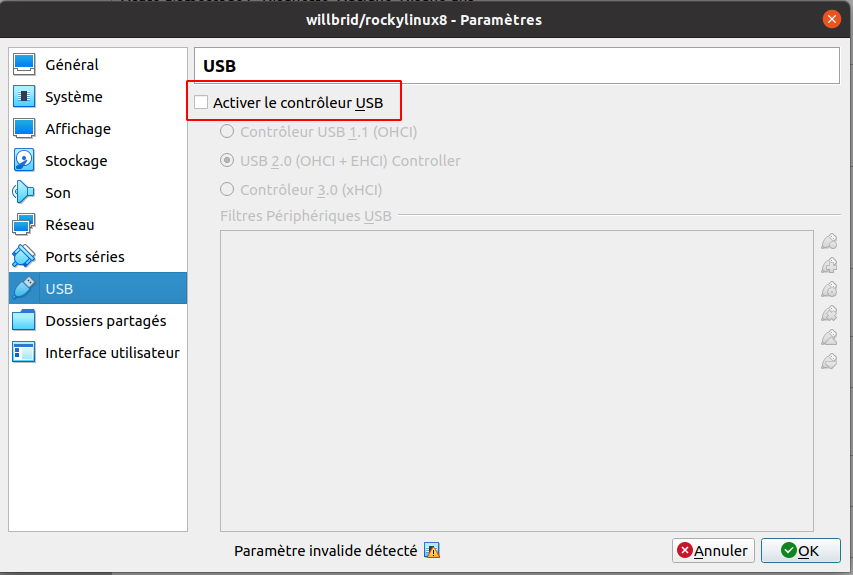 willbrid/rockylinux8 - Paramètres
Général
Système
Affichage
Stockage
Son
Réseau
Ports séries
USB
Dossiers partagés
Interface utilisateur
USB
Activer le contrôleur USB
Contrôleur USB 1.1 (OHCI)
USB 2.0 (OHCI + EHCI) Controller
Contrôleur 3.0 (xHCI)
Filtres Périphériques USB
Paramètre invalide détecté
Annuler
OK